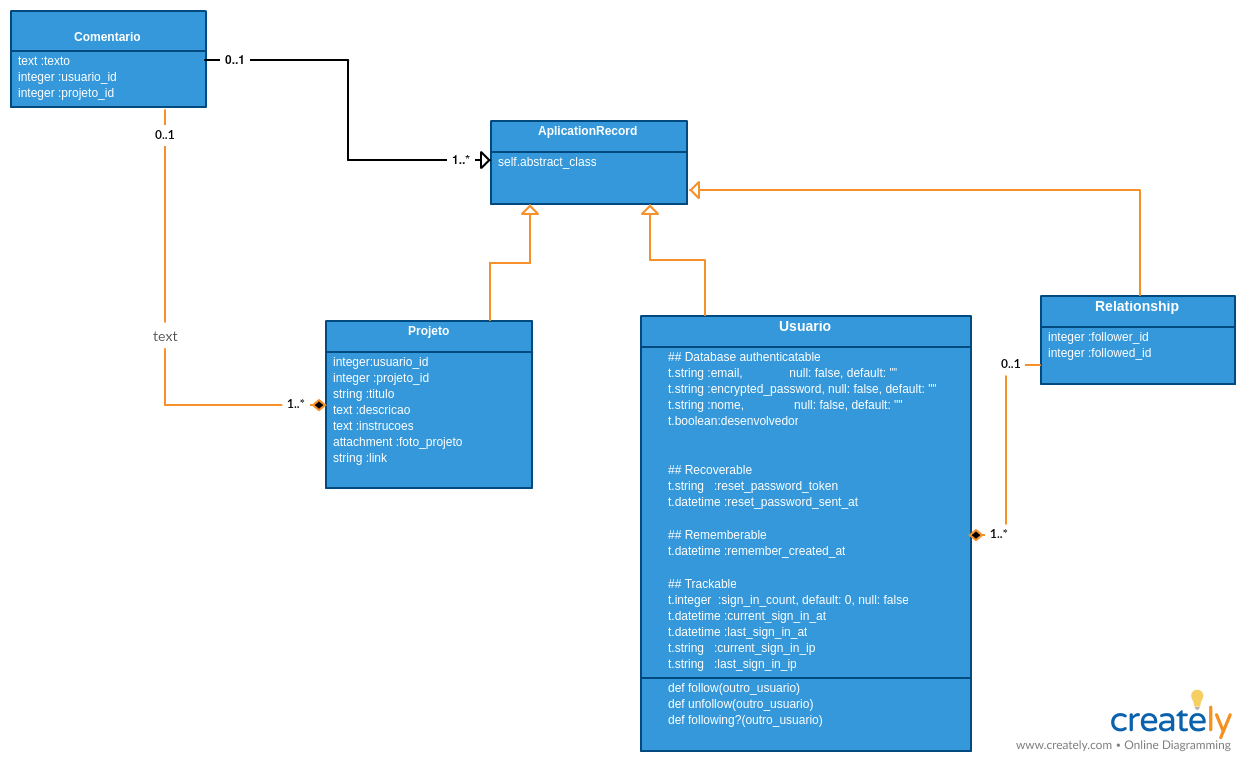 Comentario
text :texto
integer :usuario_id
integer :projeto_id
0..1
0..1
AplicationRecord
self.abstract_class
1..*
text
1..*
Projeto
integer:usuario_id
integer :projeto_id
string :titulo
text :descricao
text :instrucoes
attachment :foto_projeto
string :link
Usuario
## Database authenticatable
t.string :email, null: false, default: ""
t.string :encrypted_password, null: false, default: ""
t.string :nome, null: false, default: ""
t.boolean:desenvolvedor
## Recoverable
t.string :reset_password_token
t.datetime :reset_password_sent_at
## Rememberable
t.datetime :remember_created_at
## Trackable
t.integer :sign_in_count, default: 0, null: false
t.datetime :current_sign_in_at
t.datetime :last_sign_in_at
t.string :current_sign_in_ip
t.string :last_sign_in_ip
def follow(outro_usuario)
def unfollow(outro_usuario)
def following?(outro_usuario)
Relationship
integer :follower_id
integer :followed_id
0..1
1..*
creately
www.creately.com • Online Diagramming